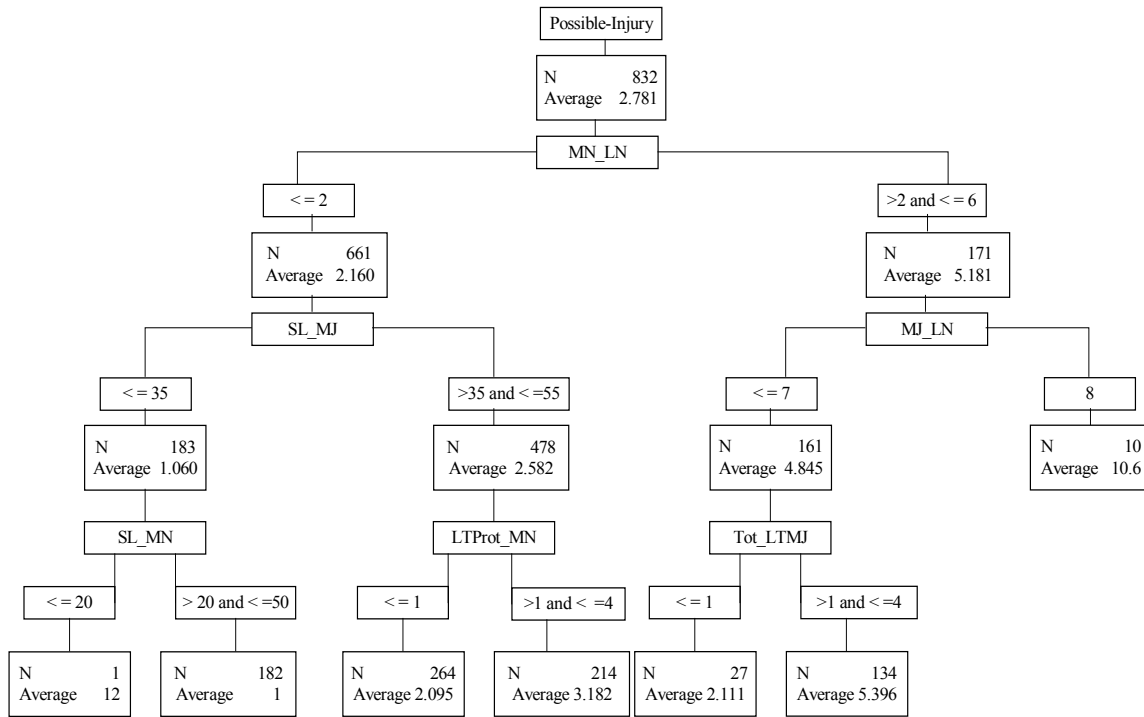 Possible-Injury
N 832
Average 2.781
MN_LN
< = 2
>2 and < = 6
N 661
Average 2.160
N 171
Average 5.181
SL_MJ
MJ_LN
< = 35
>35 and < =55
< = 7
8
N 183
Average 1.060
N 478
Average 2.582
N 161
Average 4.845
N 10
Average 10.6
SL_MN
LTProt_MN
Tot_LTMJ
< = 20
> 20 and < =50
< = 1
>1 and < =4
< = 1
>1 and < =4
N 1
Average 12
N 182
Average 1
N 264
Average 2.095
N 214
Average 3.182
N 27
Average 2.111
N 134
Average 5.396